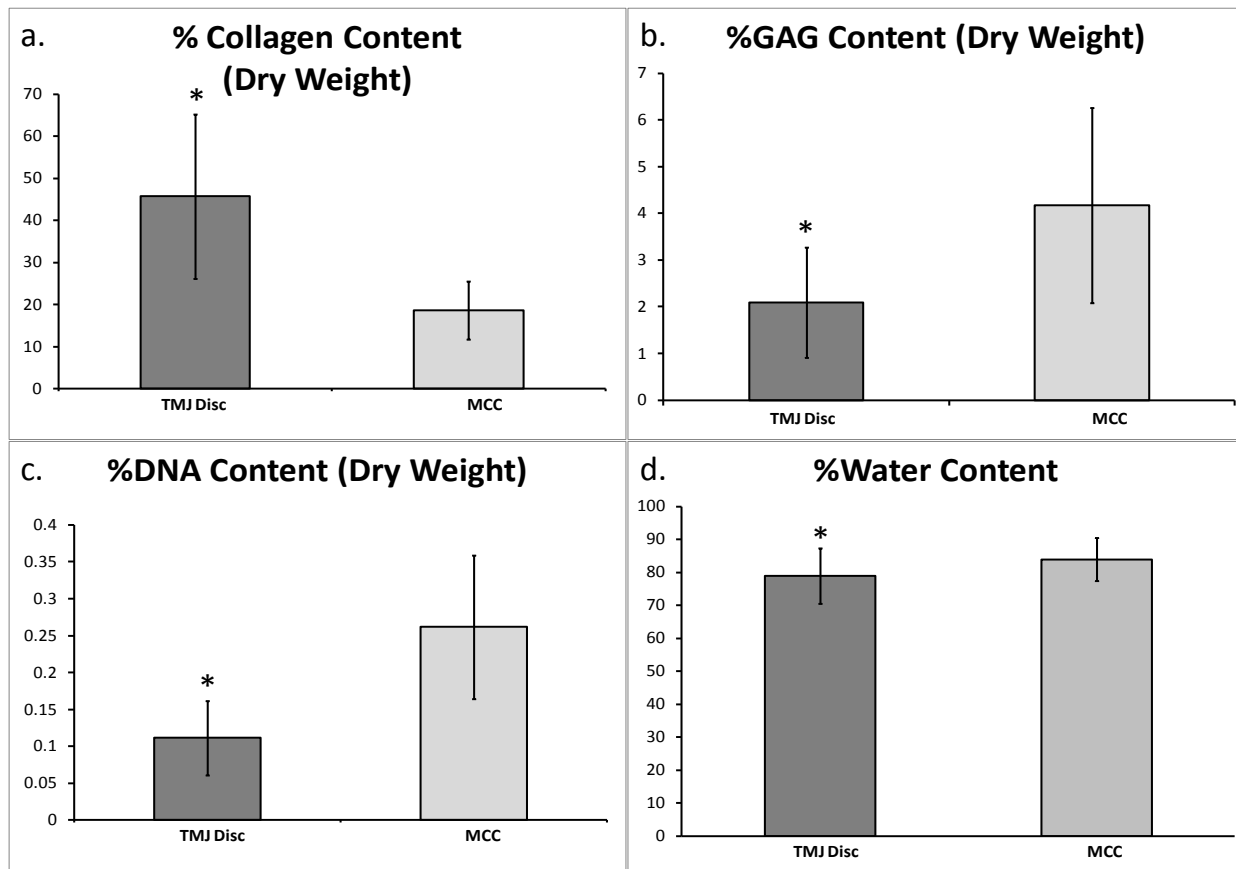 a.
% Collagen Content
(Dry Weight)
70
60
50
40
30
20
10
0
*
TMJ Disc
MCC
b.
%GAG Content (Dry Weight)
7
6
5
4
3
2
1
0
*
TMJ Disc
MCC
c.
%DNA Content (Dry Weight)
0.4
0.35
0.3
0.25
0.2
0.15
0.1
0.05
0
*
TMJ Disc
MCC
d.
%Water Content
100
90
80
70
60
50
40
30
20
10
0
*
TMJ Disc
MCC